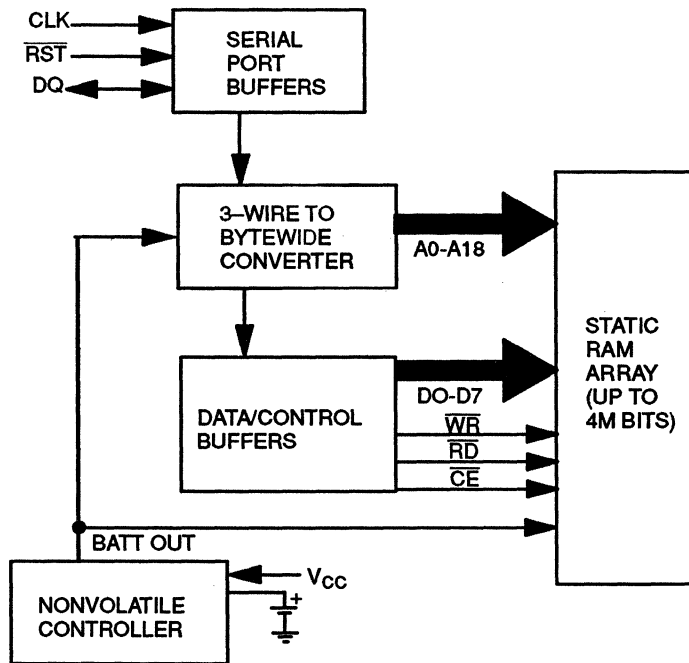 CLK
RST
DQ
SERIAL
PORT
BUFFERS
3–WIRE TO
BYTEWIDE
CONVERTER
A0-A18
DATA/CONTROL
BUFFERS
DO-D7
WR
RD
CE
STATIC
RAM
ARRAY
(UP TO
4M BITS)
BATT OUT
NONVOLATILE
CONTROLLER
VCC
+